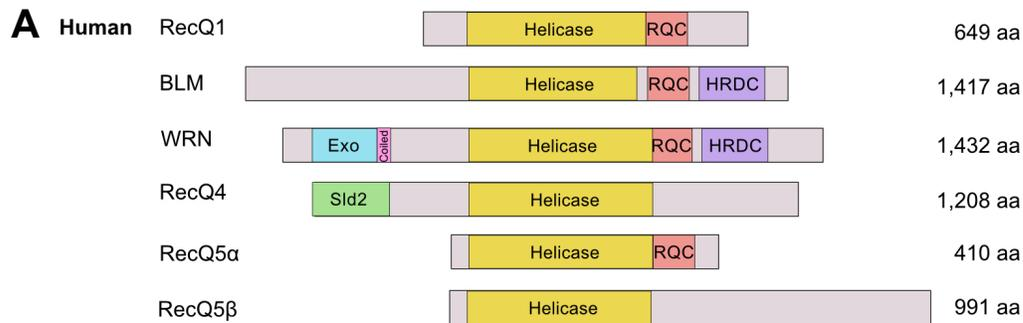 A Human RecQ1 Helicase RQC 649 aa
BLM Helicase RQC HRDC 1,417 aa
WRN Exo Coiled Helicase RQC HRDC 1,432 aa
RecQ4 Sld2 Helicase 1,208 aa
RecQ5α Helicase RQC 410 aa
RecQ5β Helicase 991 aa